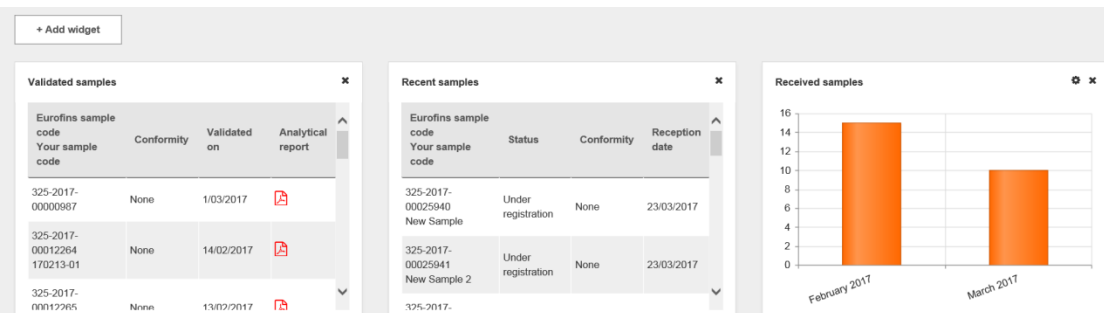 + Add widget
Validated samples
Eurofins sample
code
Your sample
code
Conformity
Validated
on
Analytical
report
325-2017-
00000987
None
1/03/2017
325-2017-
00012264
170213-01
None
14/02/2017
325-2017-
00012265
None
13/02/2017
Recent samples
Eurofins sample
code
Your sample
code
Status
Conformity
Reception
date
325-2017-
00025940
New Sample
Under
registration
None
23/03/2017
325-2017-
00025941
New Sample 2
Under
registration
None
23/03/2017
325-2017-
Received samples
16
14
12
10
8
6
4
2
0
February 2017
March 2017